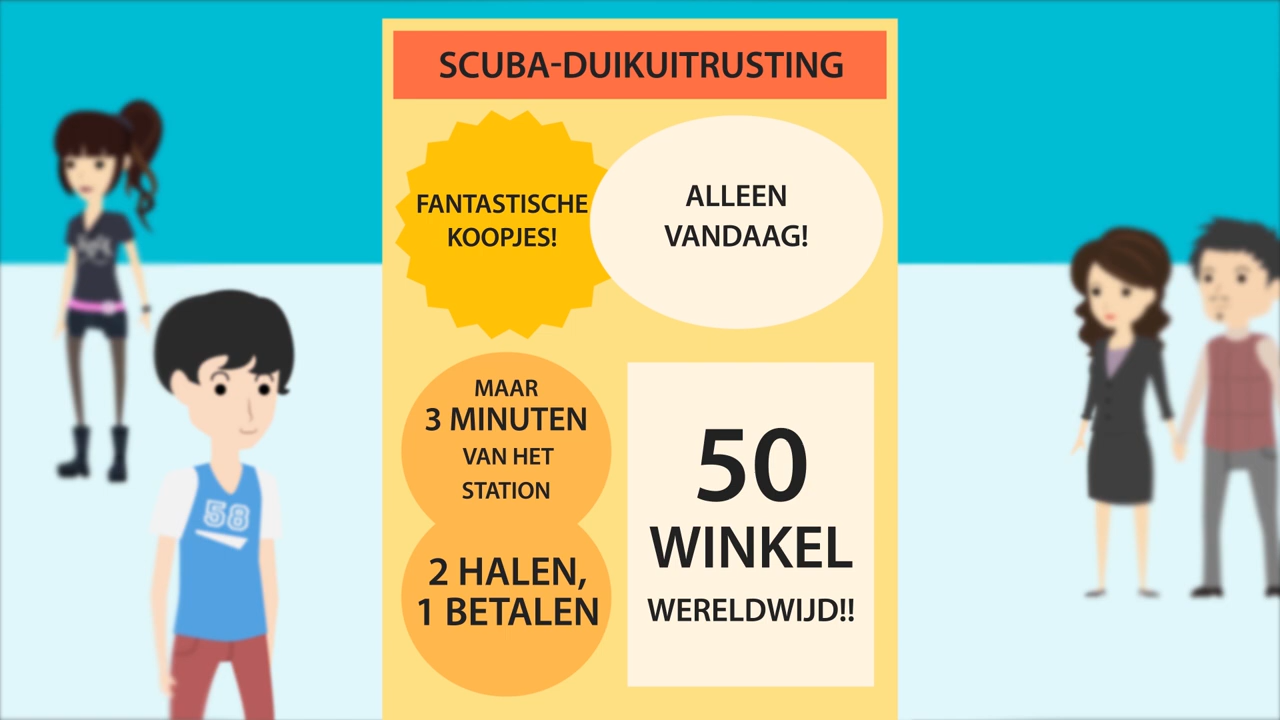 SCUBA-DUIKUITRUSTING
FANTASTISCHE
KOOPJES!
ALLEEN
VANDAAG!
MAAR
3 MINUTEN
VAN HET
STATION
2 HALEN,
1 BETALEN
50
WINKEL
WERELDWIJD!!
58